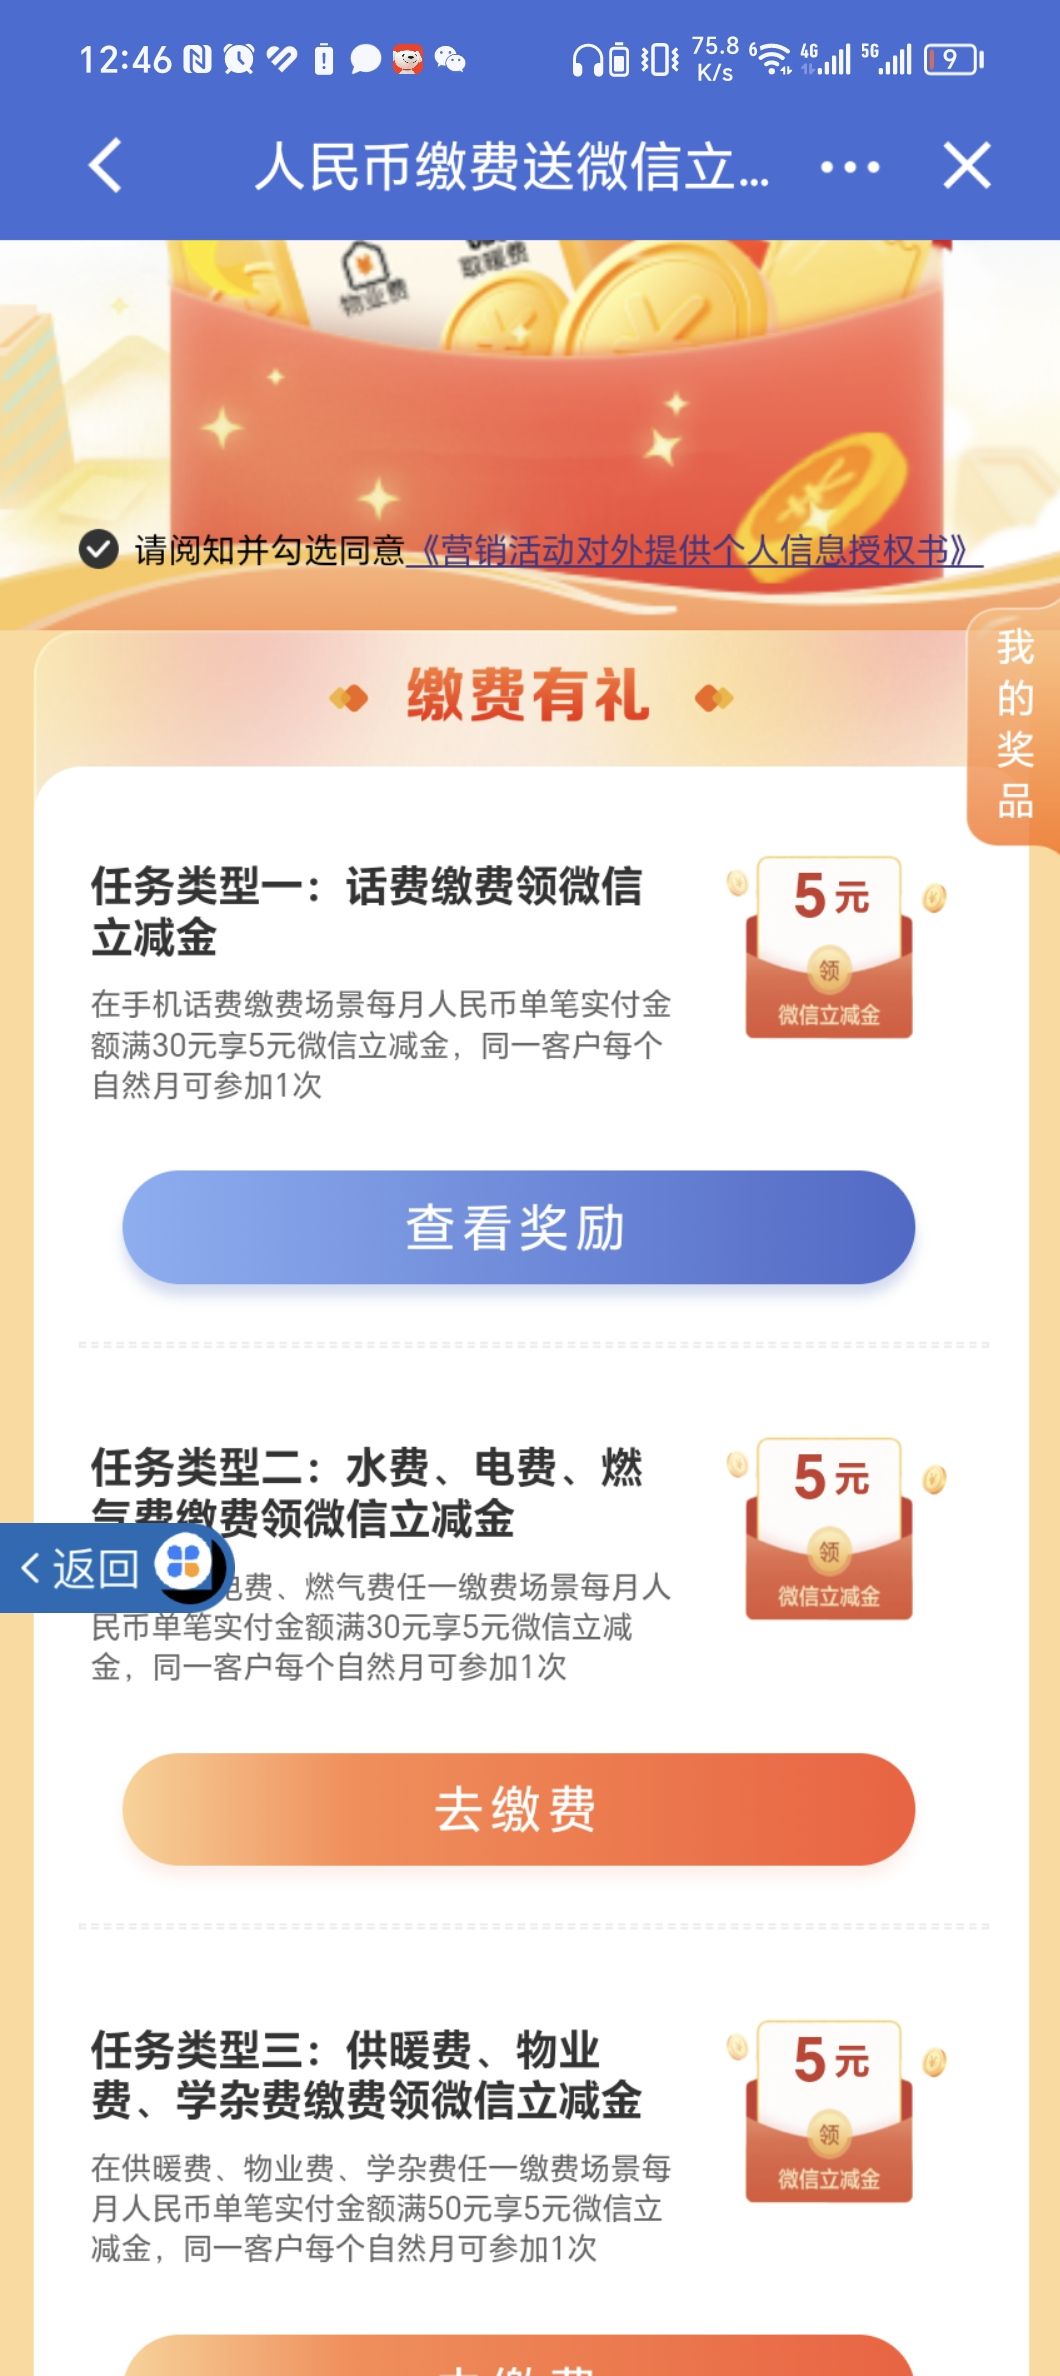 12:46
75.8
K/s
6
4G
5G
9
人民币缴费送微信立...
物业费
取暖费
请阅知并勾选同意《营销活动对外提供个人信息授权书》
我的奖品
缴费有礼
任务类型一：话费缴费领微信
立减金
在手机话费缴费场景每月人民币单笔实付金
额满30元享5元微信立减金，同一客户每个
自然月可参加1次
5元
领
微信立减金
查看奖励
任务类型二：水费、电费、燃
气费缴费领微信立减金
电费、燃气费任一缴费场景每月人
民币单笔实付金额满30元享5元微信立减
金，同一客户每个自然月可参加1次
5元
领
微信立减金
返回
去缴费
任务类型三：供暖费、物业
费、学杂费缴费领微信立减金
在供暖费、物业费、学杂费任一缴费场景每
月人民币单笔实付金额满50元享5元微信立
减金，同一客户每个自然月可参加1次
5元
领
微信立减金
去缴费